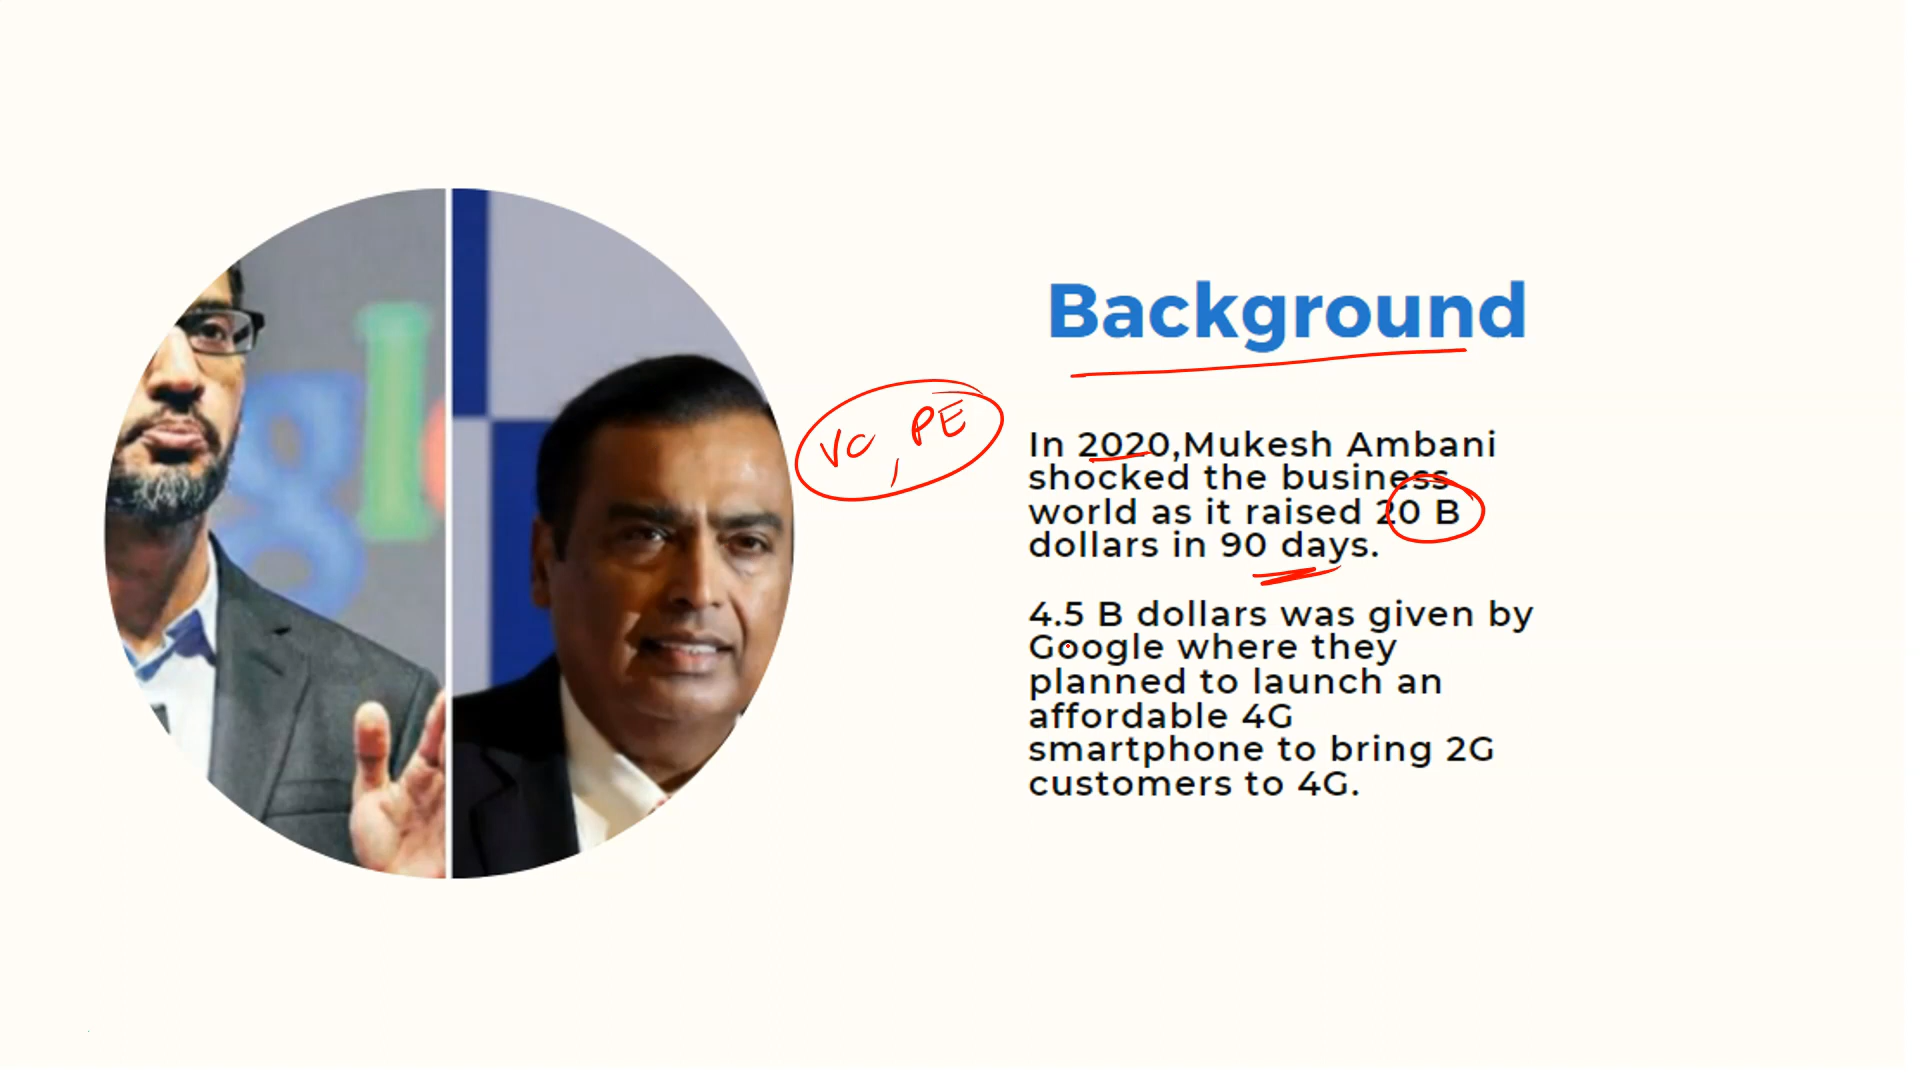 Background
VC, PE
In 2020,Mukesh Ambani
shocked the business
world as it raised 20 B
dollars in 90 days.
4.5 B dollars was given by
Google where they
planned to launch an
affordable 4G
smartphone to bring 2G
customers to 4G.
gl